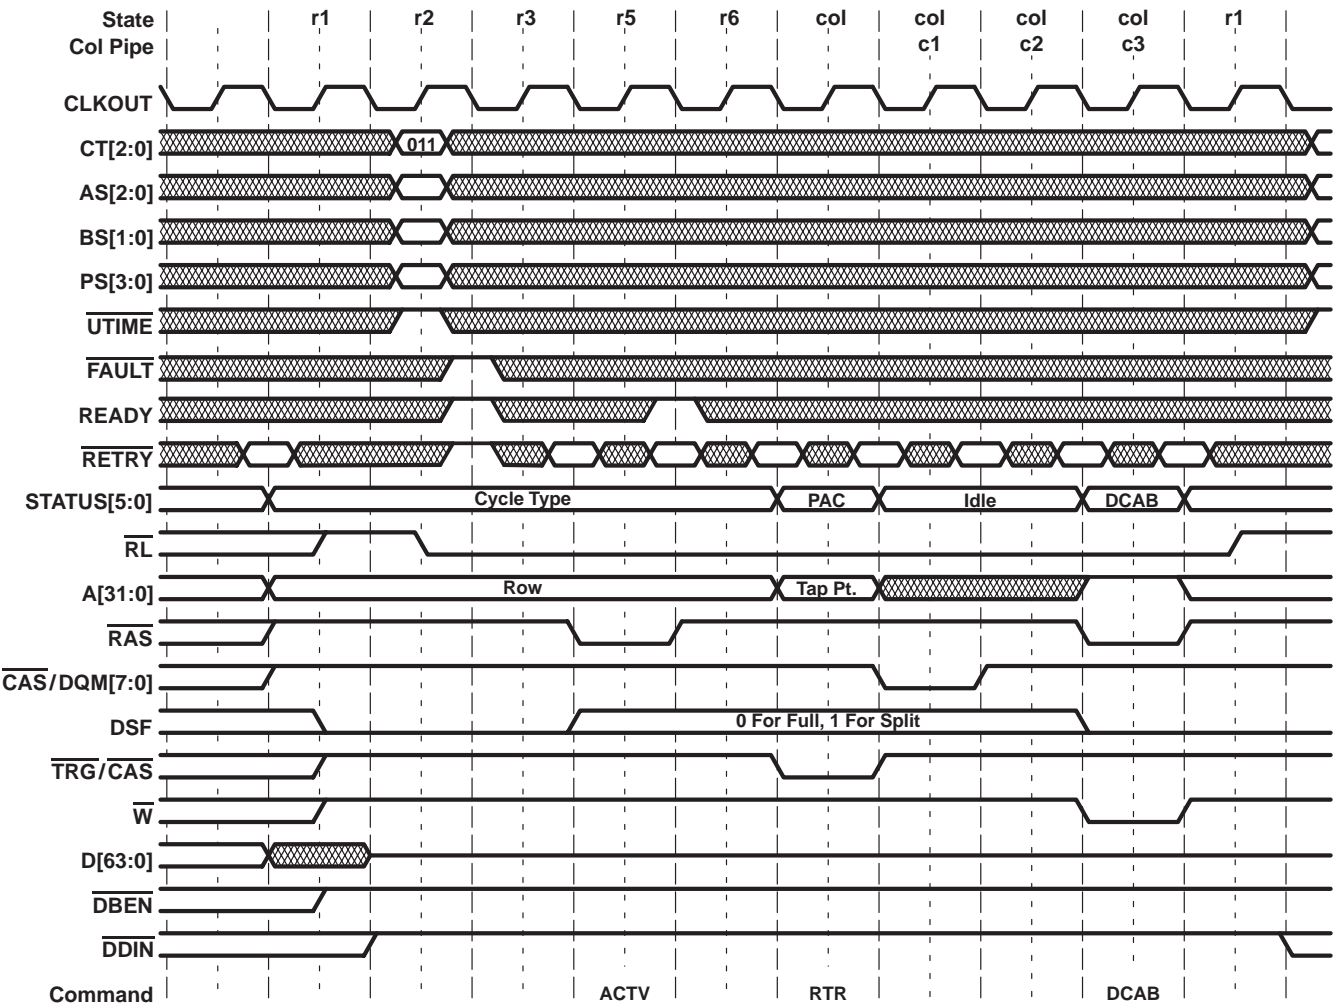 State r1 r2 r3 r5 r6 col col col col r1
Col Pipe c1 c2 c3
CLKOUT
CT[2:0] 011
AS[2:0]
BS[1:0]
PS[3:0]
UTIME
FAULT
READY
RETRY
STATUS[5:0] Cycle Type PAC Idle DCAB
RL
A[31:0] Row Tap Pt.
RAS
CAS/DQM[7:0]
DSF 0 For Full, 1 For Split
TRG/CAS
W
D[63:0]
DBEN
DDIN
Command ACTV RTR DCAB